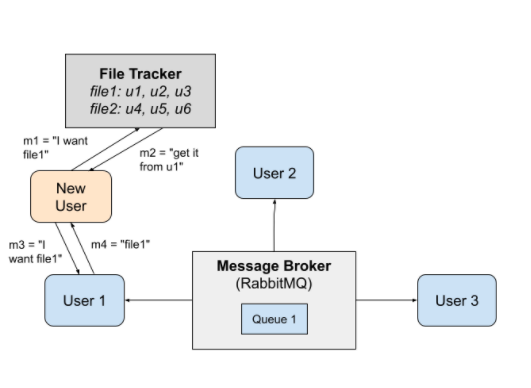 File Tracker
file1: u1, u2, u3
file2: u4, u5, u6
m1 = "I want
file1"
m2 = "get it
from u1"
New
User
User 2
m3 = "I
want file1"
m4 = "file1"
Message Broker
(RabbitMQ)
User 1
User 3
Queue 1